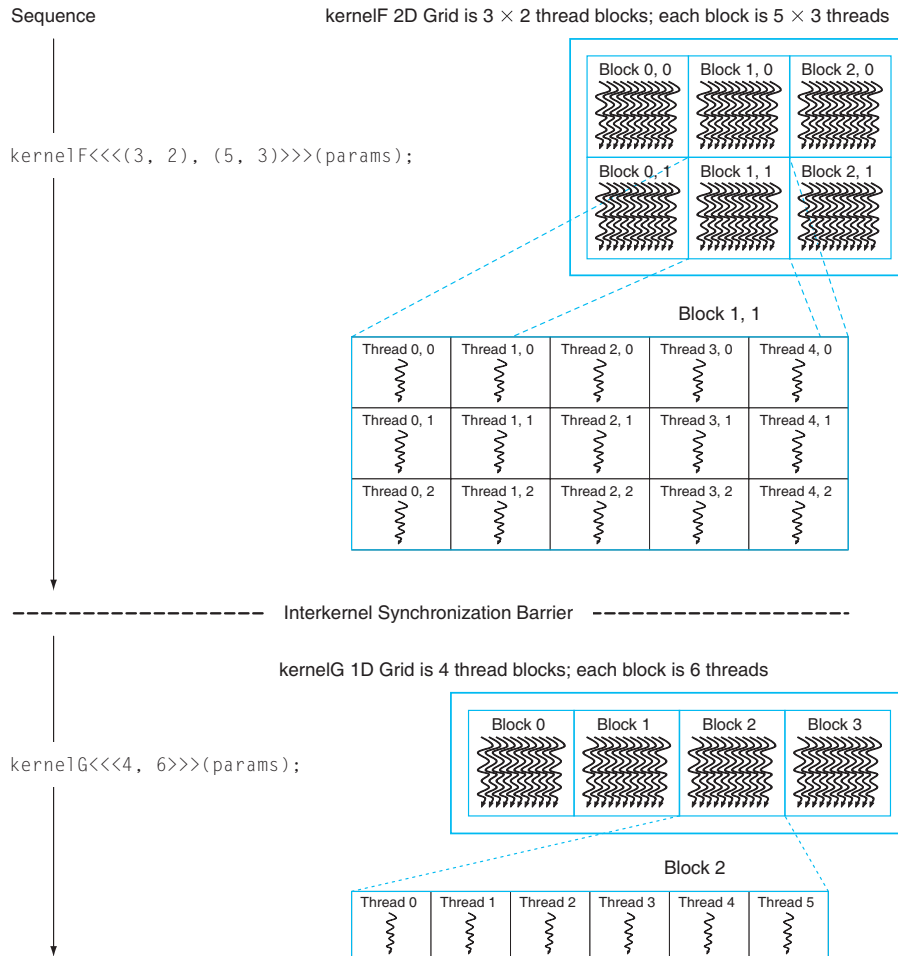 Sequence
kernelF 2D Grid is 3 × 2 thread blocks; each block is 5 × 3 threads
Block 0, 0 Block 1, 0 Block 2, 0
kernelF<<<(3, 2), (5, 3)>>>(params);
Block 0, 1 Block 1, 1 Block 2, 1
Block 1, 1
Thread 0, 0 Thread 1, 0 Thread 2, 0 Thread 3, 0 Thread 4, 0
Thread 0, 1 Thread 1, 1 Thread 2, 1 Thread 3, 1 Thread 4, 1
Thread 0, 2 Thread 1, 2 Thread 2, 2 Thread 3, 2 Thread 4, 2
Interkernel Synchronization Barrier
kernelG 1D Grid is 4 thread blocks; each block is 6 threads
Block 0 Block 1 Block 2 Block 3
kernelG<<<4, 6>>>(params);
Block 2
Thread 0 Thread 1 Thread 2 Thread 3 Thread 4 Thread 5